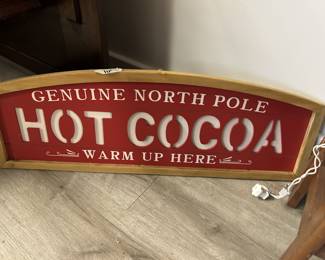 GENUINE NORTH POLE
HOT COCOA
WARM UP HERE